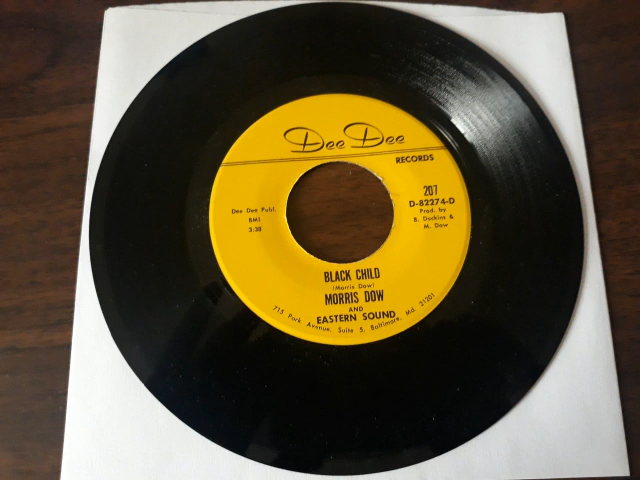 Dee Dee
RECORDS
207
D-82274-D
Prod. by
B. Dockins &
M. Dow
Dee Dee Publ.
BMI
3:38
BLACK CHILD
(Morris Dow)
MORRIS DOW
AND
EASTERN SOUND
715 Park Avenue, Suite 5, Baltimore, Md. 21201